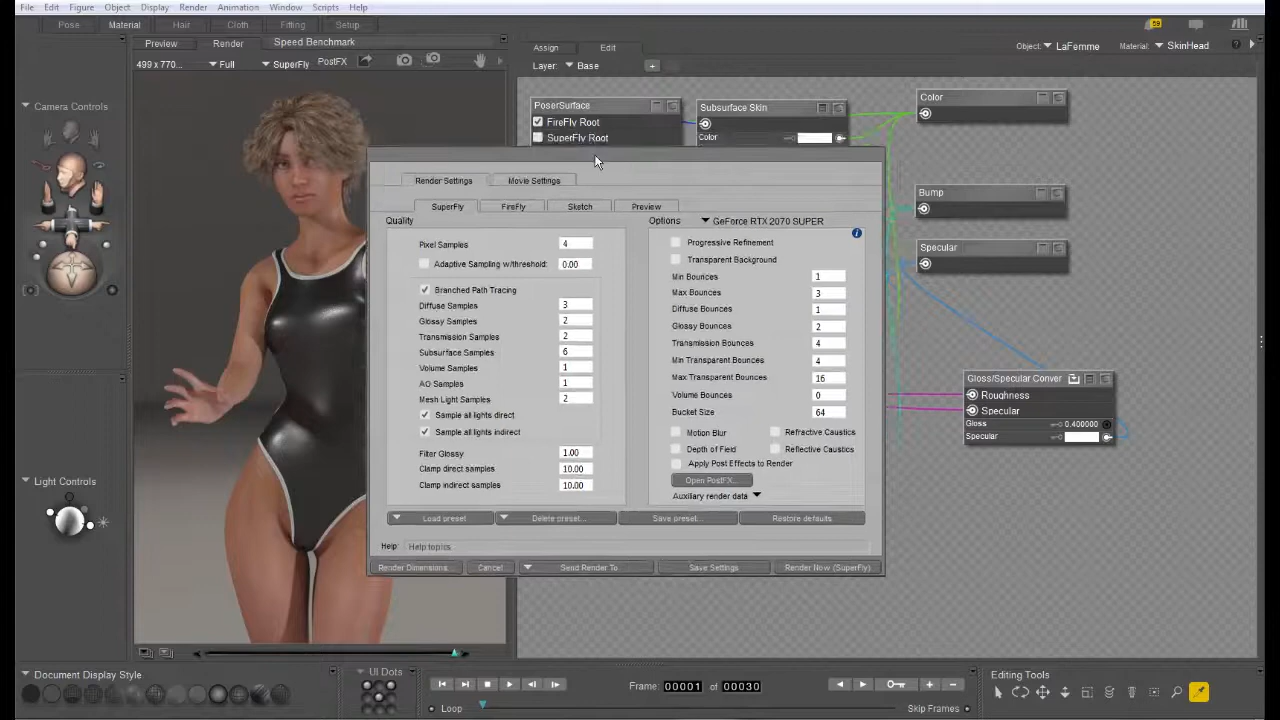 File Edit Figure Object Display Render Animation Window Scripts Help
Pose Material Hair Cloth Fitting Setup
59
Preview Render Speed Benchmark
Assign Edit
Object: LaFemme Material: SkinHead ?
499 x 770... Full SuperFly PostFX
Layer: Base +
Camera Controls
PoserSurface
FireFly Root
SuperFly Root
Subsurface Skin
Color
Color
Bump
Specular
Gloss/Specular Conver
Roughness
Specular
Gloss 0.400000
Specular
Render Settings Movie Settings
SuperFly FireFly Sketch Preview
Quality
Pixel Samples 4
Adaptive Sampling w/threshold: 0.00
Branched Path Tracing
Diffuse Samples 3
Glossy Samples 2
Transmission Samples 2
Subsurface Samples 6
Volume Samples 1
AO Samples 1
Mesh Light Samples 2
Sample all lights direct
Sample all lights indirect
Filter Glossy 1.00
Clamp direct samples 10.00
Clamp indirect samples 10.00
Options GeForce RTX 2070 SUPER
Progressive Refinement
Transparent Background
Min Bounces 1
Max Bounces 3
Diffuse Bounces 1
Glossy Bounces 2
Transmission Bounces 4
Min Transparent Bounces 4
Max Transparent Bounces 16
Volume Bounces 0
Bucket Size 64
Motion Blur Refractive Caustics
Depth of Field Reflective Caustics
Apply Post Effects to Render
Open PostFX...
Auxiliary render data
Load preset Delete preset... Save preset... Restore defaults
Help: Help topics
Render Dimensions... Cancel Send Render To Save Settings Render Now (SuperFly)
Light Controls
Document Display Style
UI Dots
Frame: 00001 of 00030
Loop
Skip Frames
Editing Tools